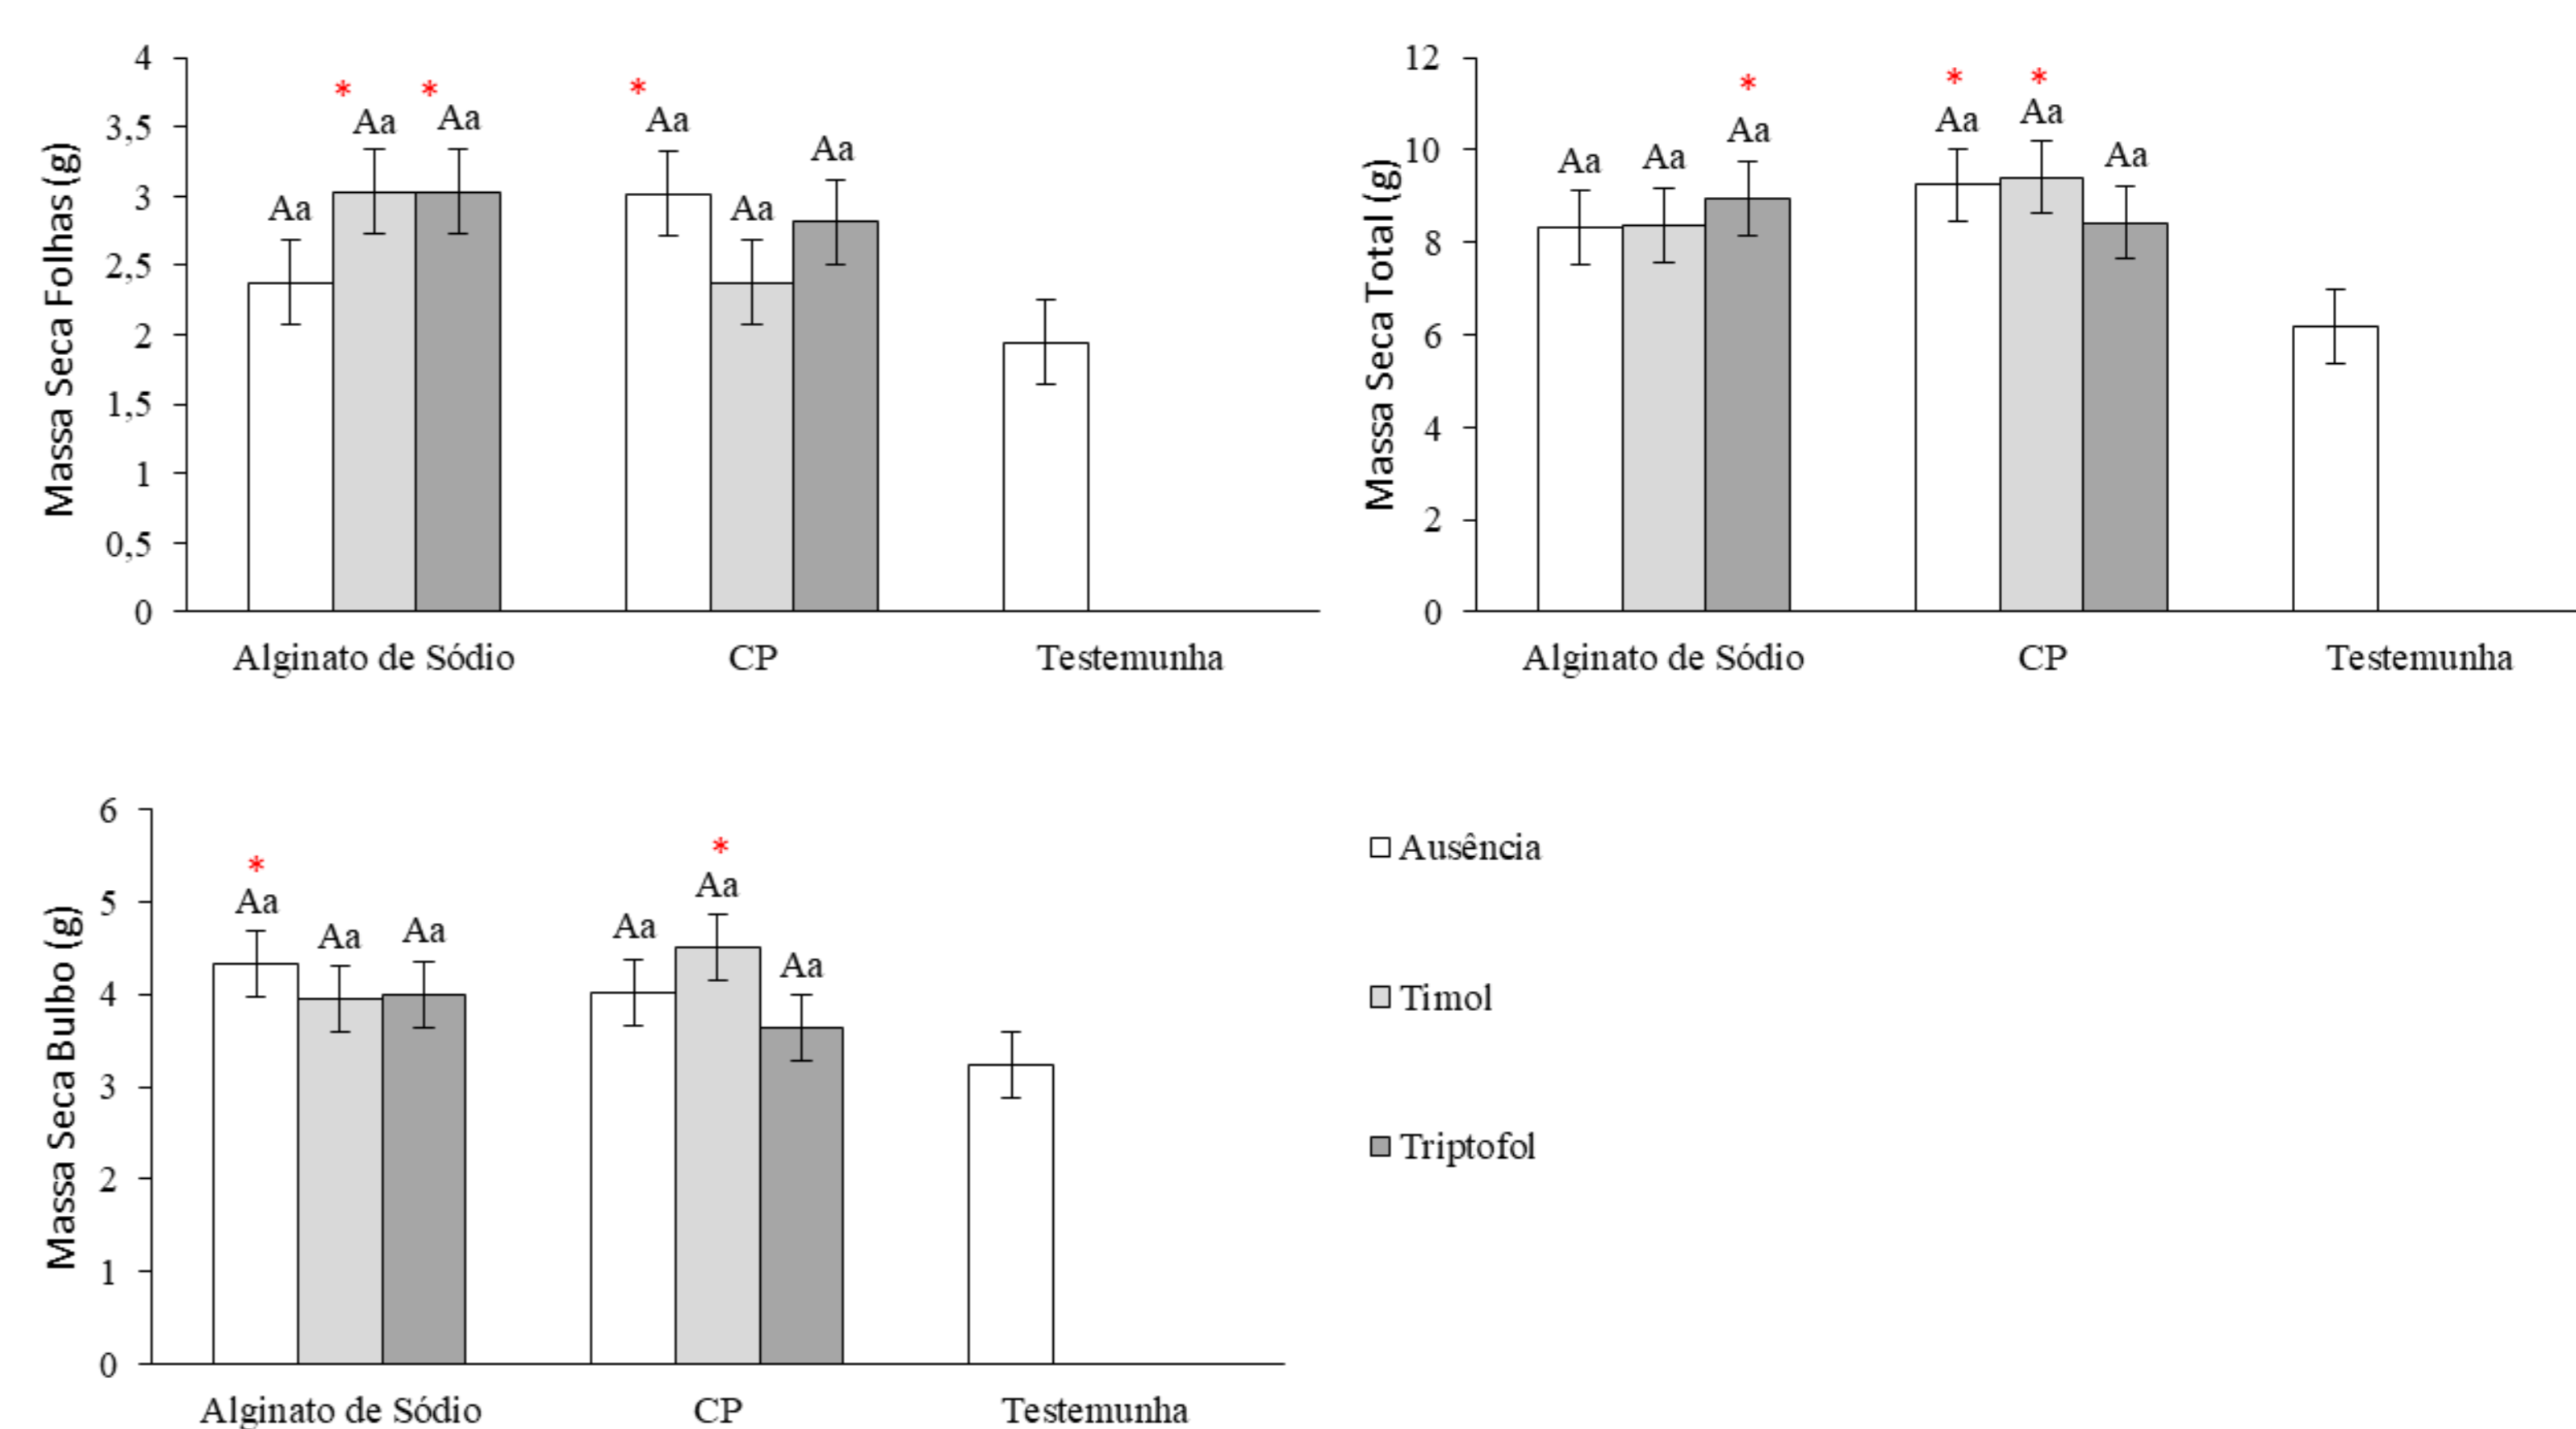 Massa Seca Folhas (g)
4
3,5
3
2,5
2
1,5
1
0,5
0
* * *
Aa Aa Aa Aa Aa Aa
Alginato de Sódio CP Testemunha
Massa Seca Total (g)
12
10
8
6
4
2
0
* * *
Aa Aa Aa Aa Aa Aa
Alginato de Sódio CP Testemunha
Massa Seca Bulbo (g)
6
5
4
3
2
1
0
* *
Aa Aa Aa Aa Aa Aa
Alginato de Sódio CP Testemunha
Ausência
Timol
Triptofol